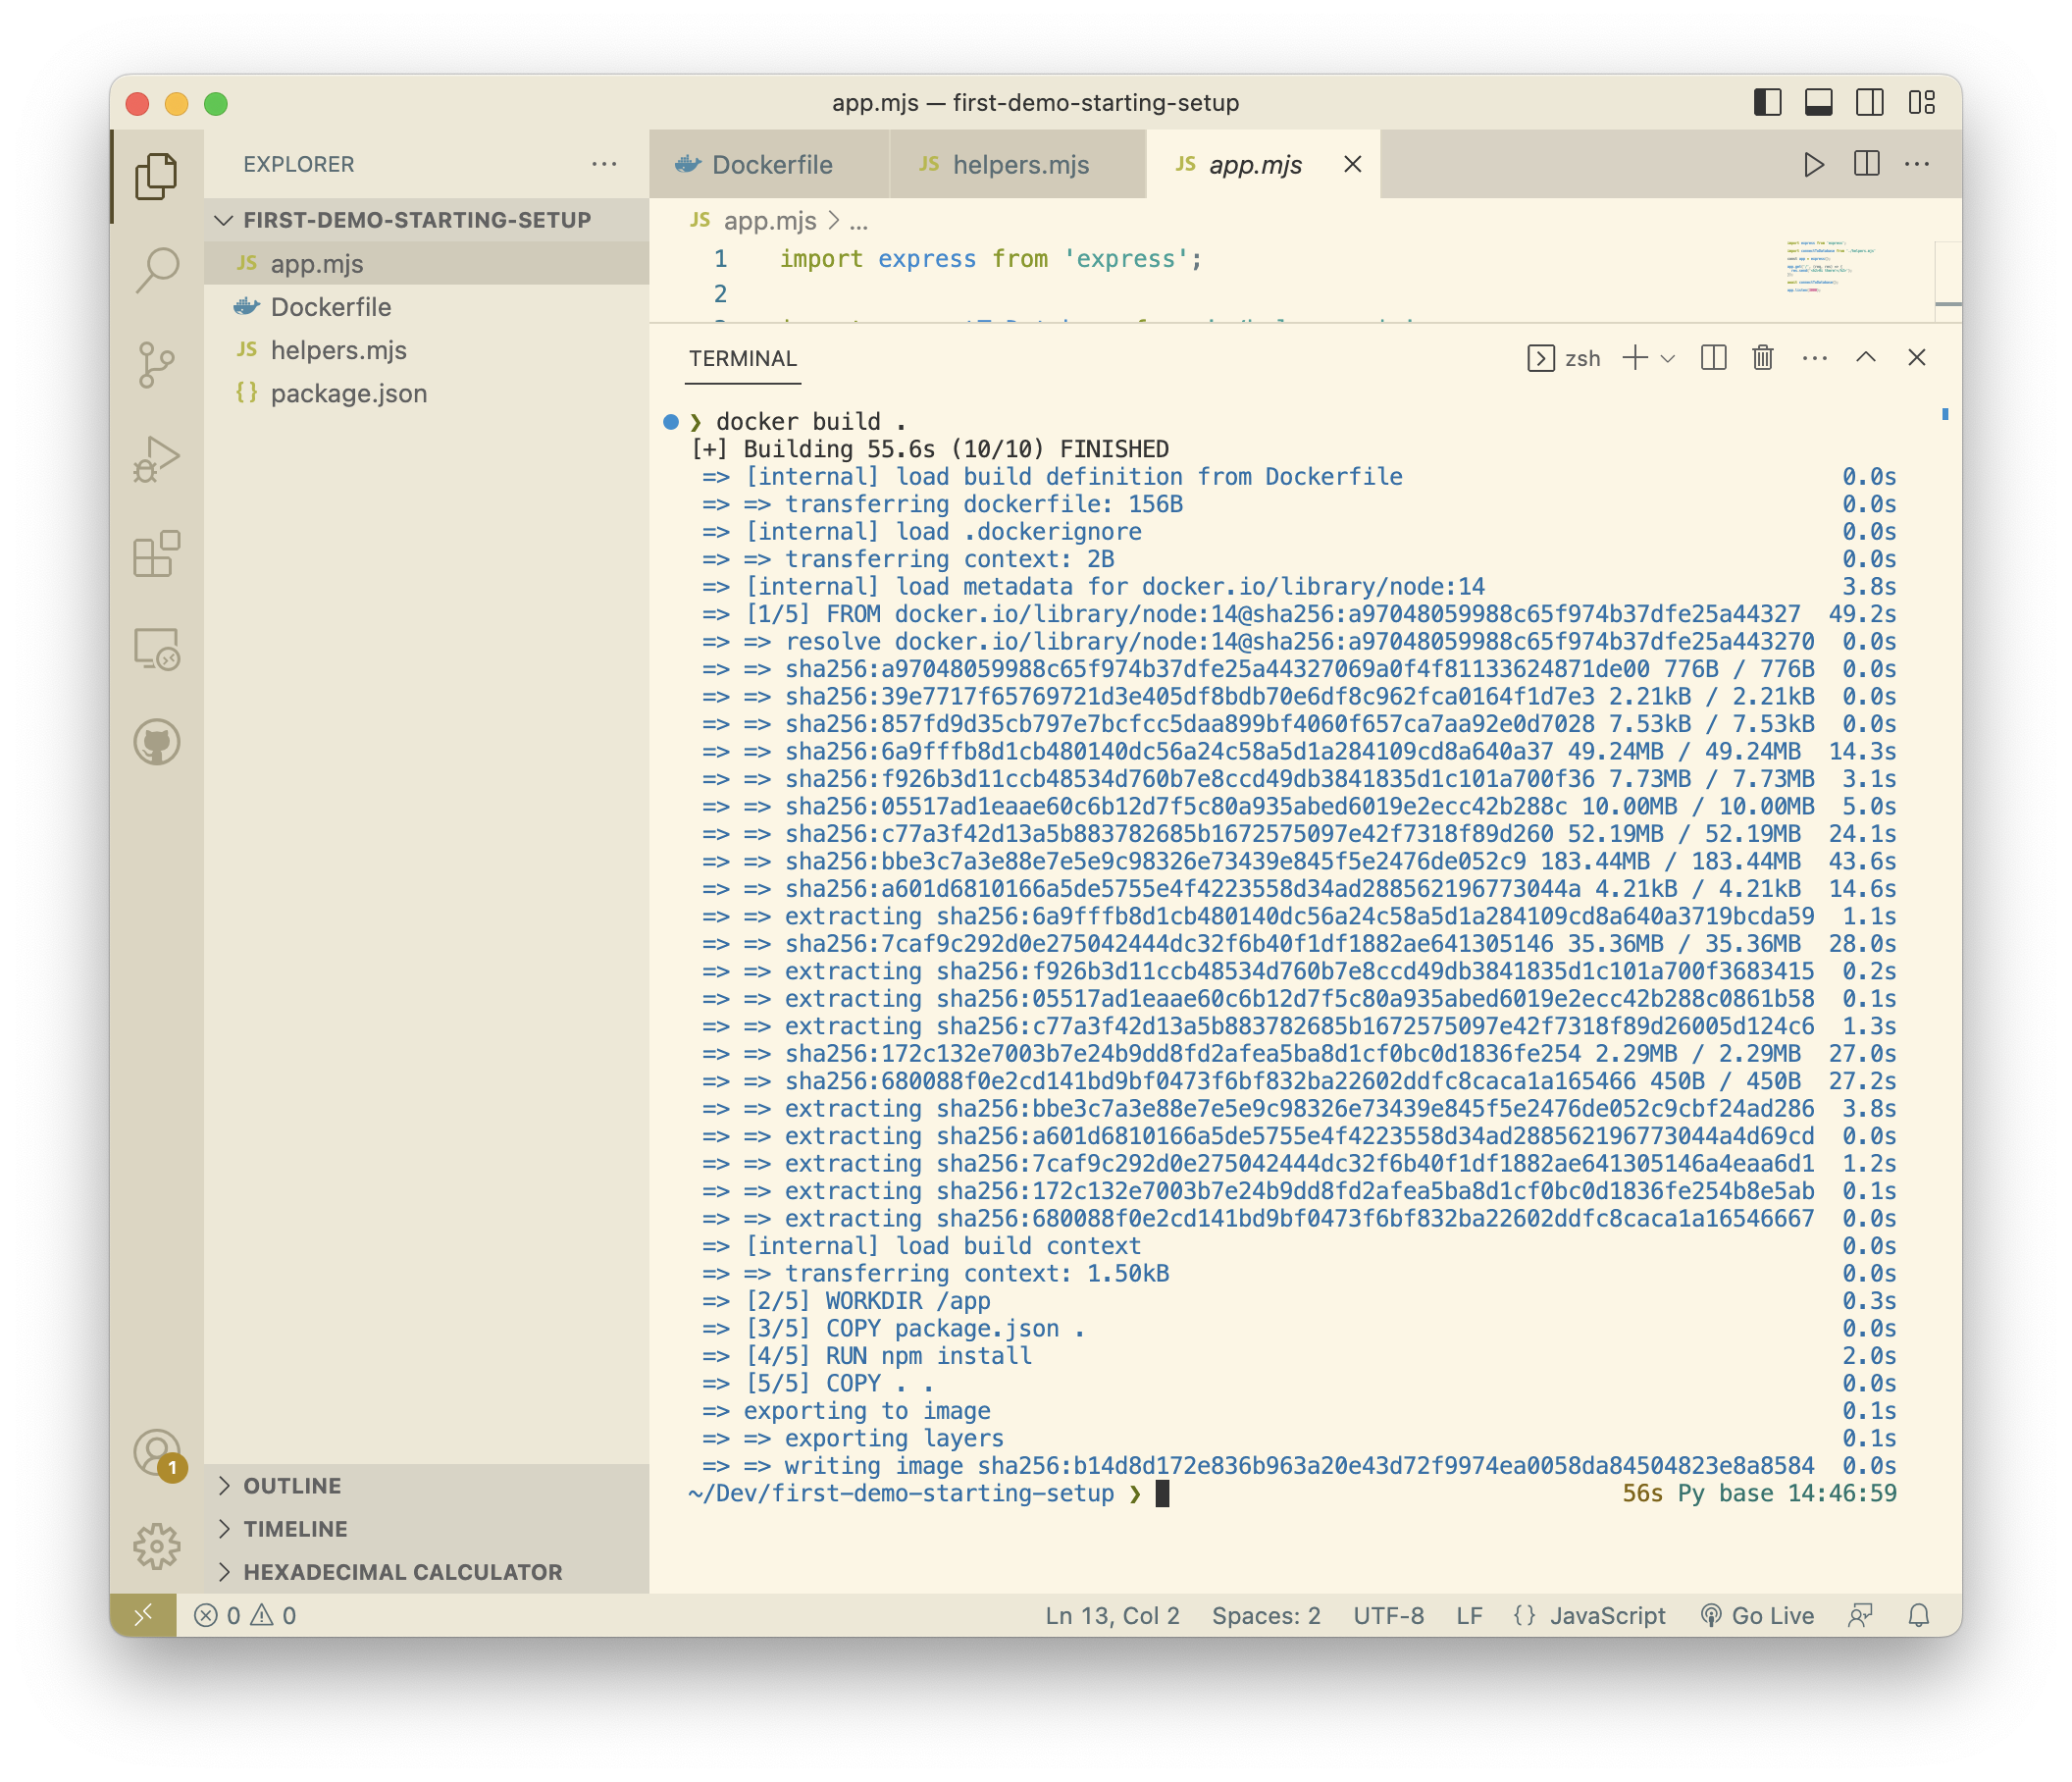 app.mjs — first-demo-starting-setup
EXPLORER
FIRST-DEMO-STARTING-SETUP
JS app.mjs
Dockerfile
JS helpers.mjs
{} package.json
OUTLINE
TIMELINE
HEXADECIMAL CALCULATOR
1
Dockerfile
JS helpers.mjs
JS app.mjs
JS app.mjs > ...
1 import express from 'express';
2
TERMINAL
zsh
❯ docker build .
[+] Building 55.6s (10/10) FINISHED
=> [internal] load build definition from Dockerfile 0.0s
=> => transferring dockerfile: 156B 0.0s
=> [internal] load .dockerignore 0.0s
=> => transferring context: 2B 0.0s
=> [internal] load metadata for docker.io/library/node:14 3.8s
=> [1/5] FROM docker.io/library/node:14@sha256:a97048059988c65f974b37dfe25a44327 49.2s
=> => resolve docker.io/library/node:14@sha256:a97048059988c65f974b37dfe25a443270 0.0s
=> => sha256:a97048059988c65f974b37dfe25a44327069a0f4f81133624871de00 776B / 776B 0.0s
=> => sha256:39e7717f65769721d3e405df8bdb70e6df8c962fca0164f1d7e3 2.21kB / 2.21kB 0.0s
=> => sha256:857fd9d35cb797e7bcfcc5daa899bf4060f657ca7aa92e0d7028 7.53kB / 7.53kB 0.0s
=> => sha256:6a9fffb8d1cb480140dc56a24c58a5d1a284109cd8a640a37 49.24MB / 49.24MB 14.3s
=> => sha256:f926b3d11ccb48534d760b7e8ccd49db3841835d1c101a700f36 7.73MB / 7.73MB 3.1s
=> => sha256:05517ad1eaae60c6b12d7f5c80a935abed6019e2ecc42b288c 10.00MB / 10.00MB 5.0s
=> => sha256:c77a3f42d13a5b883782685b1672575097e42f7318f89d260 52.19MB / 52.19MB 24.1s
=> => sha256:bbe3c7a3e88e7e5e9c98326e73439e845f5e2476de052c9 183.44MB / 183.44MB 43.6s
=> => sha256:a601d6810166a5de5755e4f4223558d34ad288562196773044a 4.21kB / 4.21kB 14.6s
=> => extracting sha256:6a9fffb8d1cb480140dc56a24c58a5d1a284109cd8a640a3719bcda59 1.1s
=> => sha256:7caf9c292d0e275042444dc32f6b40f1df1882ae641305146 35.36MB / 35.36MB 28.0s
=> => extracting sha256:f926b3d11ccb48534d760b7e8ccd49db3841835d1c101a700f3683415 0.2s
=> => extracting sha256:05517ad1eaae60c6b12d7f5c80a935abed6019e2ecc42b288c0861b58 0.1s
=> => extracting sha256:c77a3f42d13a5b883782685b1672575097e42f7318f89d26005d124c6 1.3s
=> => sha256:172c132e7003b7e24b9dd8fd2afea5ba8d1cf0bc0d1836fe254 2.29MB / 2.29MB 27.0s
=> => sha256:680088f0e2cd141bd9bf0473f6bf832ba22602ddfc8caca1a165466 450B / 450B 27.2s
=> => extracting sha256:bbe3c7a3e88e7e5e9c98326e73439e845f5e2476de052c9cbf24ad286 3.8s
=> => extracting sha256:a601d6810166a5de5755e4f4223558d34ad288562196773044a4d69cd 0.0s
=> => extracting sha256:7caf9c292d0e275042444dc32f6b40f1df1882ae641305146a4eaa6d1 1.2s
=> => extracting sha256:172c132e7003b7e24b9dd8fd2afea5ba8d1cf0bc0d1836fe254b8e5ab 0.1s
=> => extracting sha256:680088f0e2cd141bd9bf0473f6bf832ba22602ddfc8caca1a16546667 0.0s
=> [internal] load build context 0.0s
=> => transferring context: 1.50kB 0.0s
=> [2/5] WORKDIR /app 0.3s
=> [3/5] COPY package.json . 0.0s
=> [4/5] RUN npm install 2.0s
=> [5/5] COPY . . 0.0s
=> exporting to image 0.1s
=> => exporting layers 0.1s
=> => writing image sha256:b14d8d172e836b963a20e43d72f9974ea0058da84504823e8a8584 0.0s
~/Dev/first-demo-starting-setup ❯ 56s Py base 14:46:59
0 0 Ln 13, Col 2 Spaces: 2 UTF-8 LF {} JavaScript Go Live